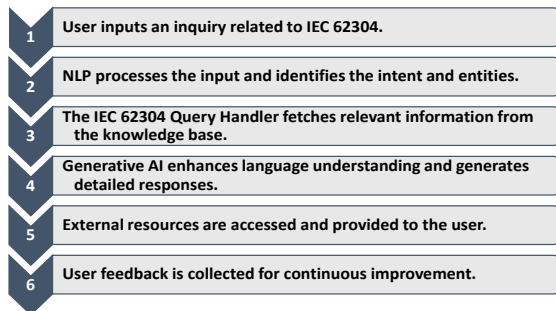 1
User inputs an inquiry related to IEC 62304.
2
NLP processes the input and identifies the intent and entities.
3
The IEC 62304 Query Handler fetches relevant information from
the knowledge base.
4
Generative AI enhances language understanding and generates
detailed responses.
5
External resources are accessed and provided to the user.
6
User feedback is collected for continuous improvement.